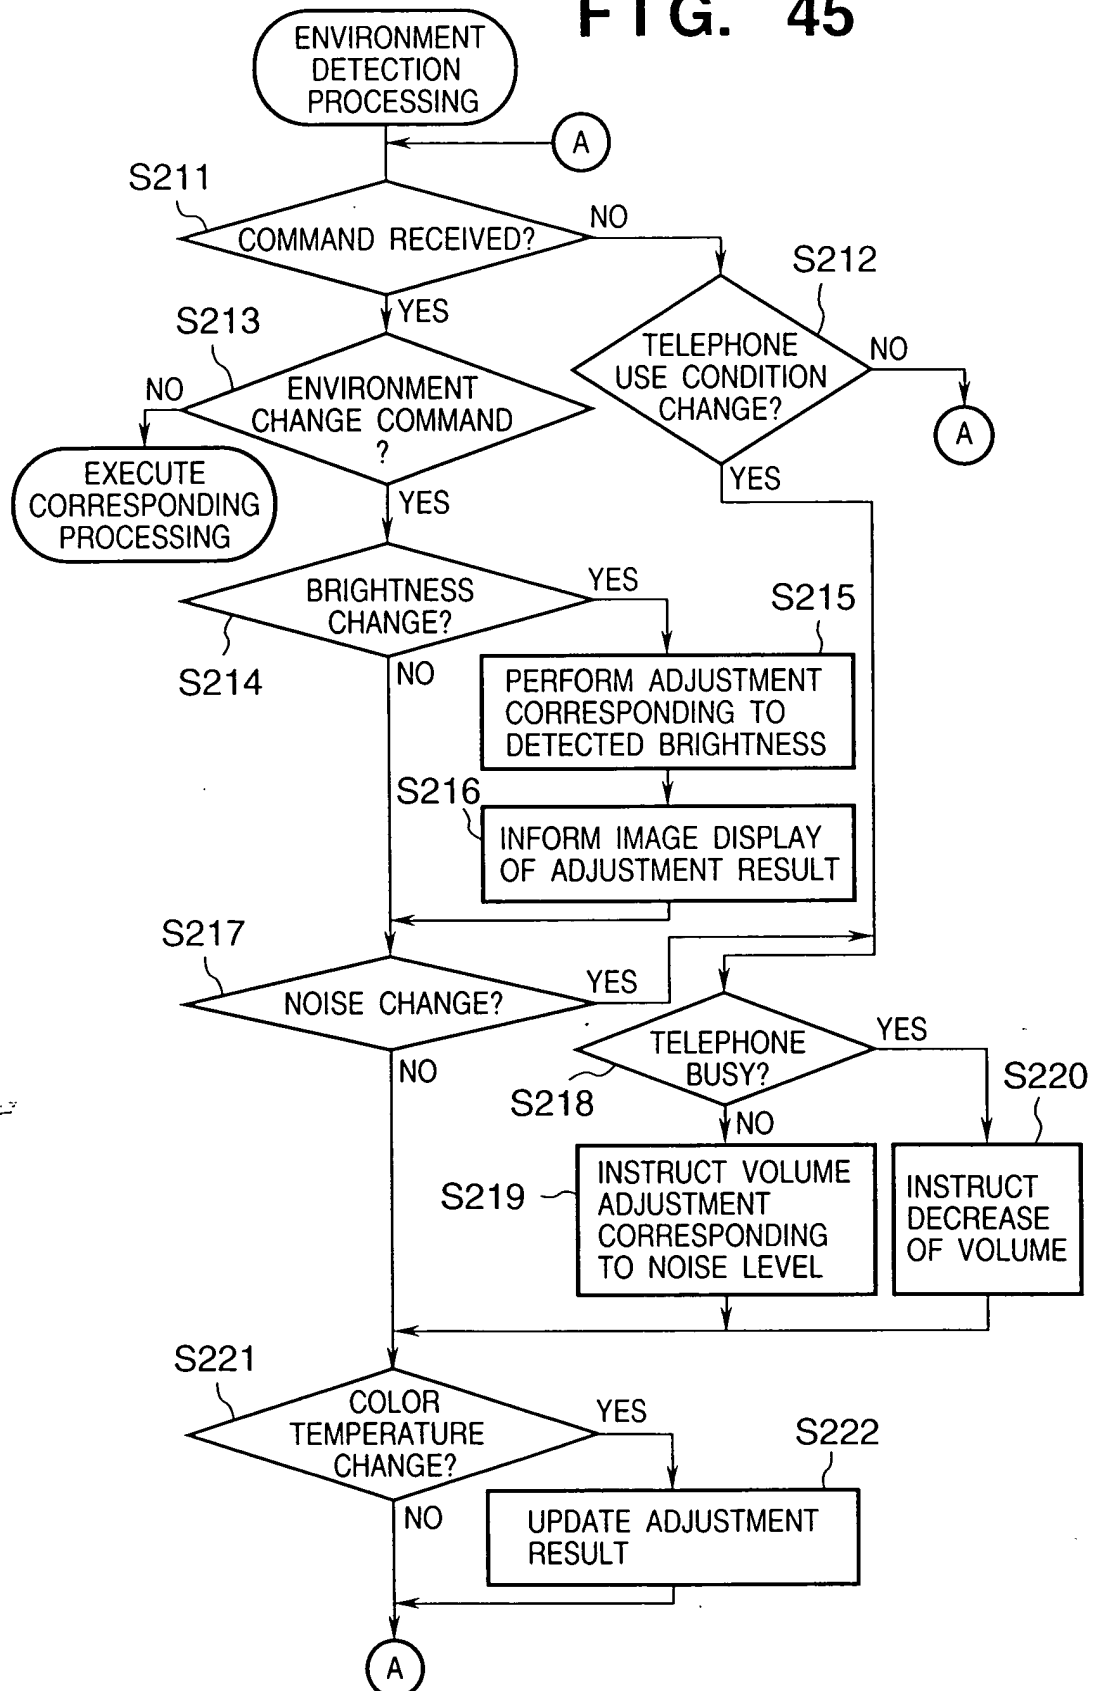 FIG. 45
ENVIRONMENT
DETECTION
PROCESSING
A
S211
COMMAND RECEIVED?
NO
YES
S212
TELEPHONE
USE CONDITION
CHANGE?
NO
A
YES
S213
ENVIRONMENT
CHANGE COMMAND
?
NO
EXECUTE
CORRESPONDING
PROCESSING
YES
BRIGHTNESS
CHANGE?
S214
YES
NO
S215
PERFORM ADJUSTMENT
CORRESPONDING TO
DETECTED BRIGHTNESS
S216
INFORM IMAGE DISPLAY
OF ADJUSTMENT RESULT
S217
NOISE CHANGE?
YES
NO
TELEPHONE
BUSY?
S218
YES
NO
S219
INSTRUCT VOLUME
ADJUSTMENT
CORRESPONDING
TO NOISE LEVEL
S220
INSTRUCT
DECREASE
OF VOLUME
S221
COLOR
TEMPERATURE
CHANGE?
YES
NO
S222
UPDATE ADJUSTMENT
RESULT
A